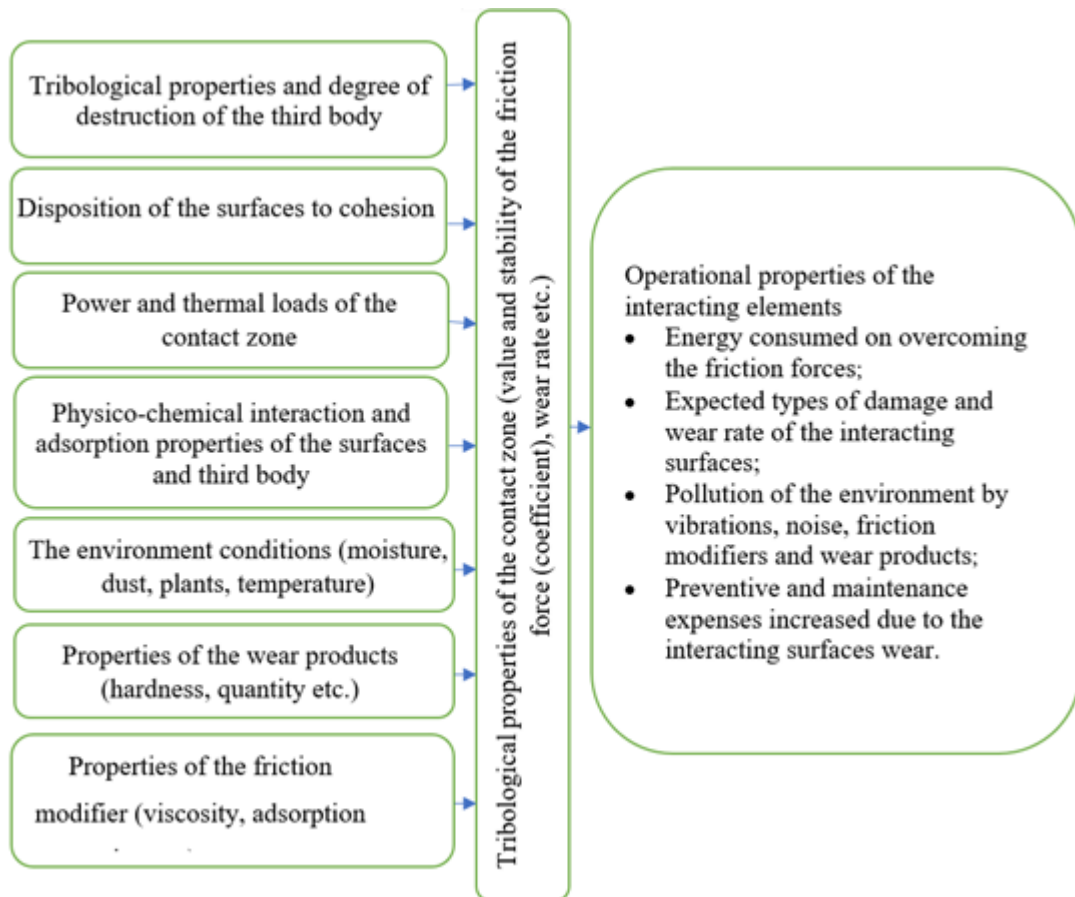 Tribological properties and degree of
destruction of the third body
Disposition of the surfaces to cohesion
Power and thermal loads of the
contact zone
Physico-chemical interaction and
adsorption properties of the surfaces
and third body
The environment conditions (moisture,
dust, plants, temperature)
Properties of the wear products
(hardness, quantity etc.)
Properties of the friction
modifier (viscosity, adsorption
Tribological properties of the contact zone (value and stability of the friction
force (coefficient), wear rate etc.)
Operational properties of the
interacting elements
• Energy consumed on overcoming
the friction forces;
• Expected types of damage and
wear rate of the interacting
surfaces;
• Pollution of the environment by
vibrations, noise, friction
modifiers and wear products;
• Preventive and maintenance
expenses increased due to the
interacting surfaces wear.